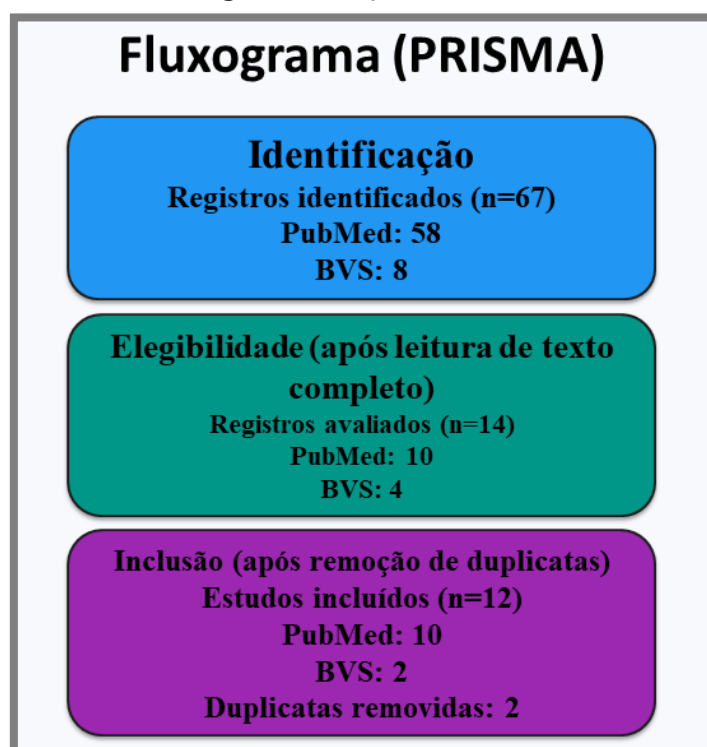 Fluxograma (PRISMA)
Identificação
Registros identificados (n=67)
PubMed: 58
BVS: 8
Elegibilidade (após leitura de texto
completo)
Registros avaliados (n=14)
PubMed: 10
BVS: 4
Inclusão (após remoção de duplicatas)
Estudos incluídos (n=12)
PubMed: 10
BVS: 2
Duplicatas removidas: 2